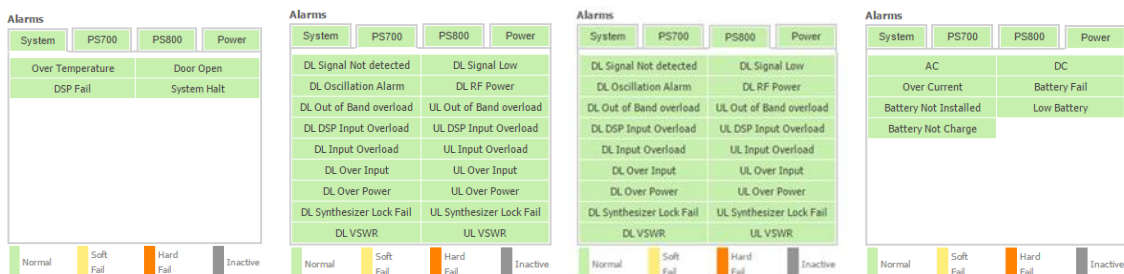 Alarms
System PS700 PS800 Power
Over Temperature Door Open
DSP Fail System Halt
Normal Soft Fail Hard Fail Inactive
Alarms
System PS700 PS800 Power
DL Signal Not detected DL Signal Low
DL Oscillation Alarm DL RF Power
DL Out of Band overload UL Out of Band overload
DL DSP Input Overload UL DSP Input Overload
DL Input Overload UL Input Overload
DL Over Input UL Over Input
DL Over Power UL Over Power
DL Synthesizer Lock Fail UL Synthesizer Lock Fail
DL VSWR UL VSWR
Normal Soft Fail Hard Fail Inactive
Alarms
System PS700 PS800 Power
DL Signal Not detected DL Signal Low
DL Oscillation Alarm DL RF Power
DL Out of Band overload UL Out of Band overload
DL DSP Input Overload UL DSP Input Overload
DL Input Overload UL Input Overload
DL Over Input UL Over Input
DL Over Power UL Over Power
DL Synthesizer Lock Fail UL Synthesizer Lock Fail
DL VSWR UL VSWR
Normal Soft Fail Hard Fail Inactive
Alarms
System PS700 PS800 Power
AC DC
Over Current Battery Fail
Battery Not Installed Low Battery
Battery Not Charge
Normal Soft Fail Hard Fail Inactive